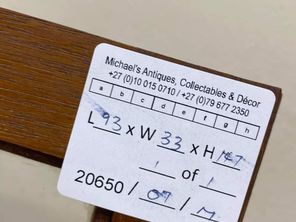 Michael's Antiques, Collectables & Décor
+27 (0)10 015 0710 / +27 (0)79 677 2350
a b c d e f g h
L 93 x W 33 x H
1 of 1
20650 / 07 /